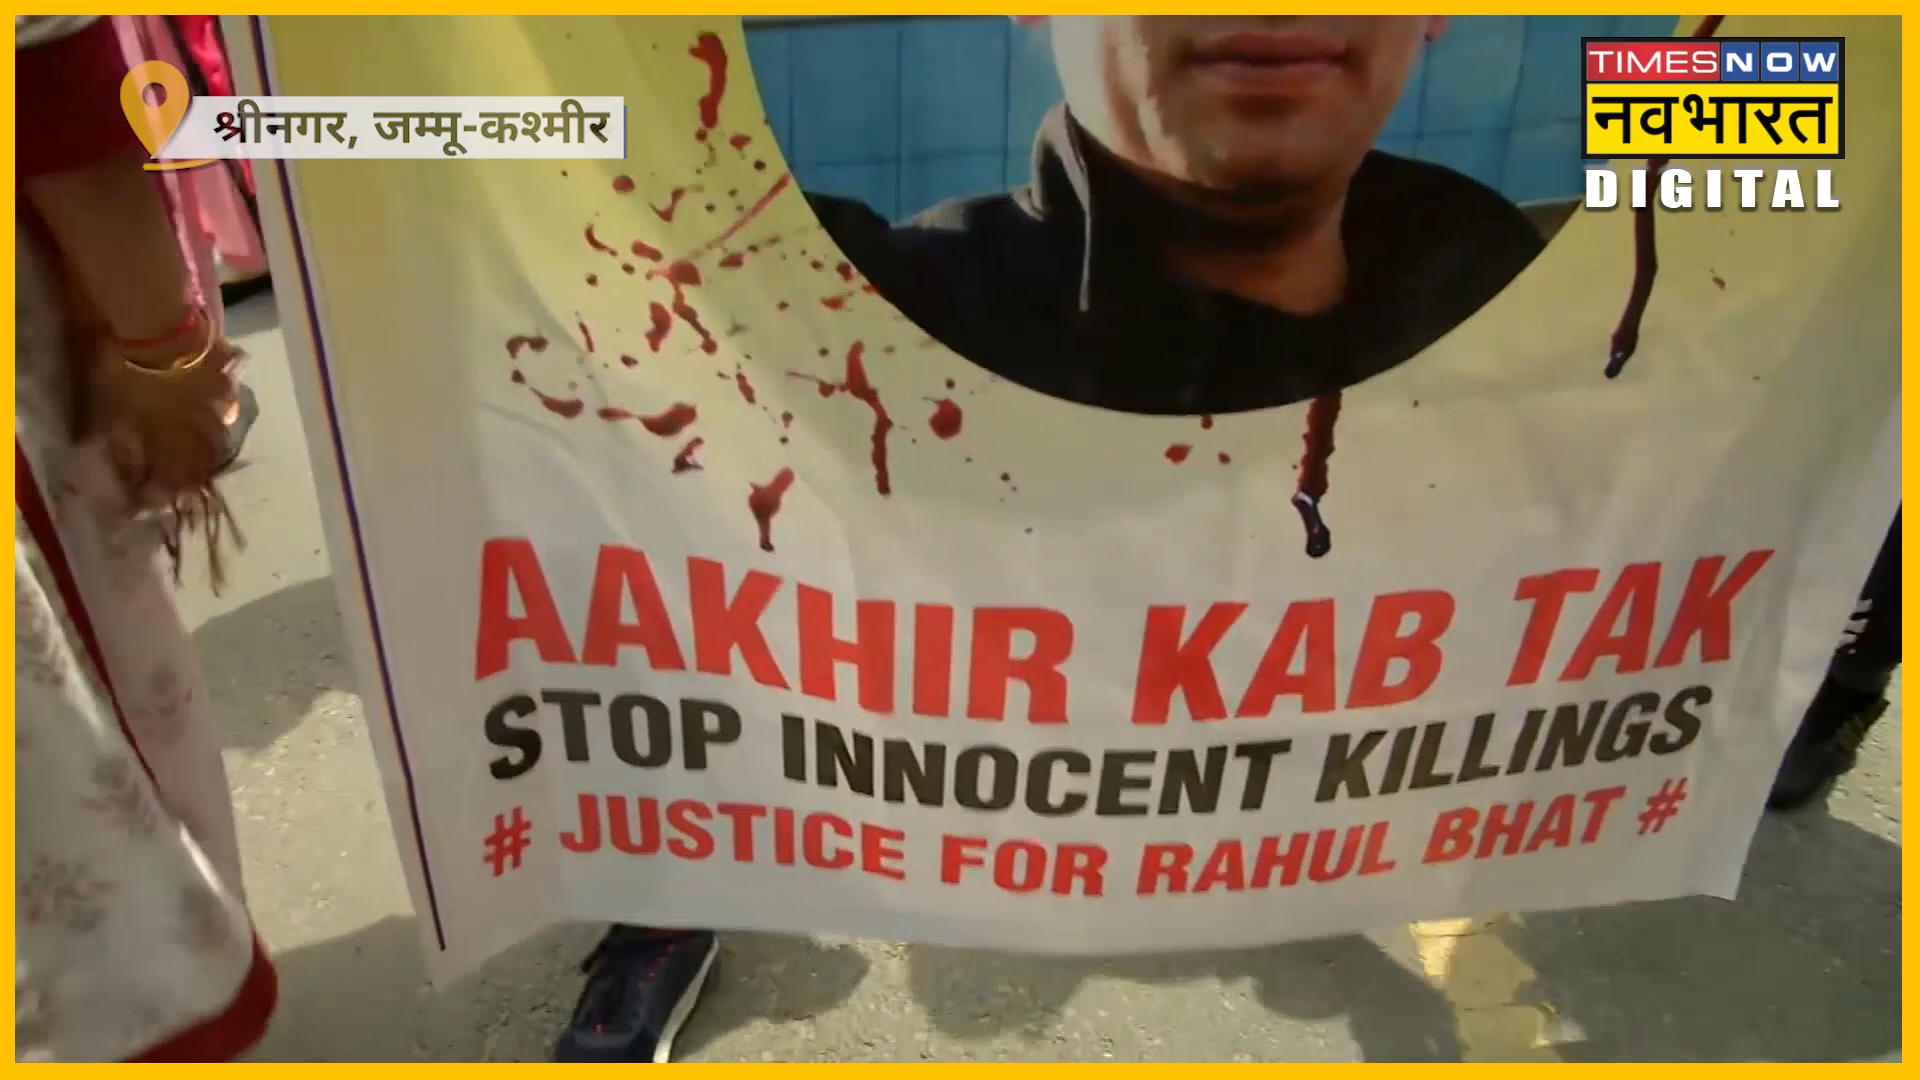 श्रीनगर, जम्मू-कश्मीर
TIMES NOW
नवभारत
DIGITAL
AAKHIR KAB TAK
STOP INNOCENT KILLINGS
# JUSTICE FOR RAHUL BHAT #